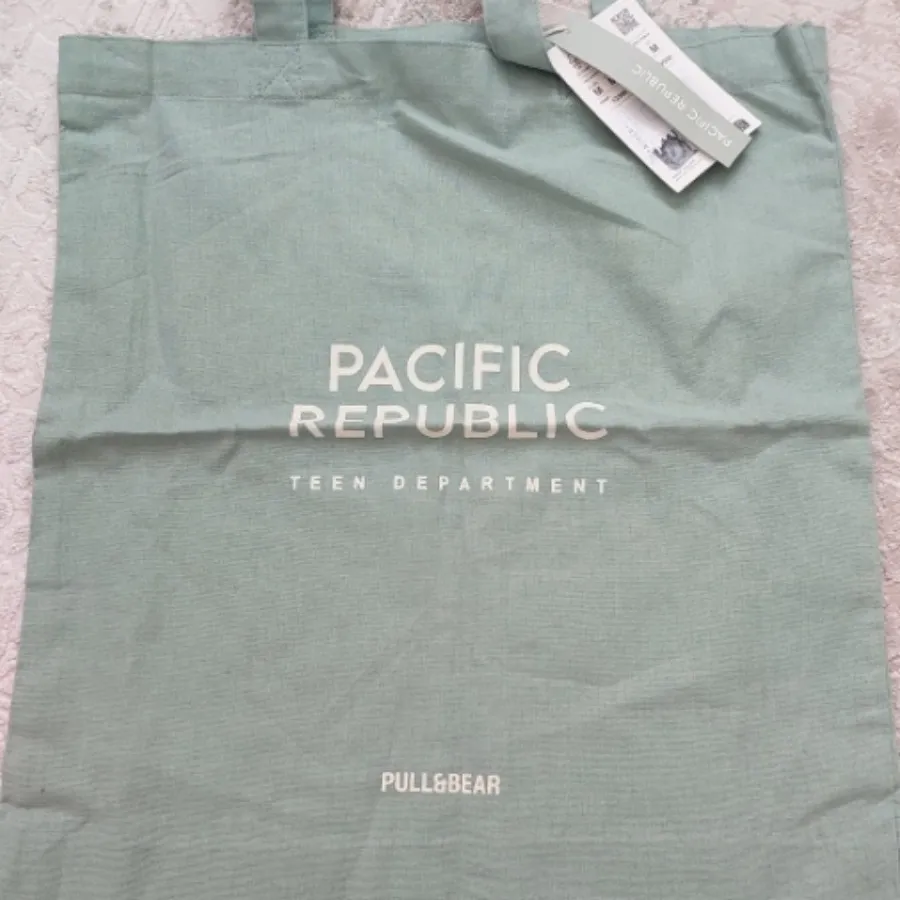 PACIFIC REPUBLIC
PACIFIC
REPUBLIC
TEEN DEPARTMENT
PULL&BEAR